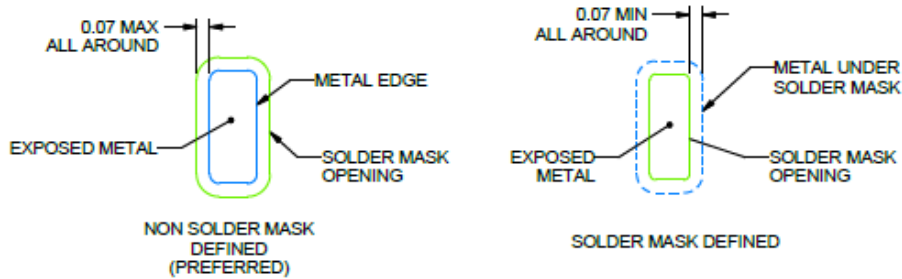 0.07 MAX
ALL AROUND
METAL EDGE
EXPOSED METAL
SOLDER MASK
OPENING
NON SOLDER MASK
DEFINED
(PREFERRED)
0.07 MIN
ALL AROUND
METAL UNDER
SOLDER MASK
EXPOSED
METAL
SOLDER MASK
OPENING
SOLDER MASK DEFINED